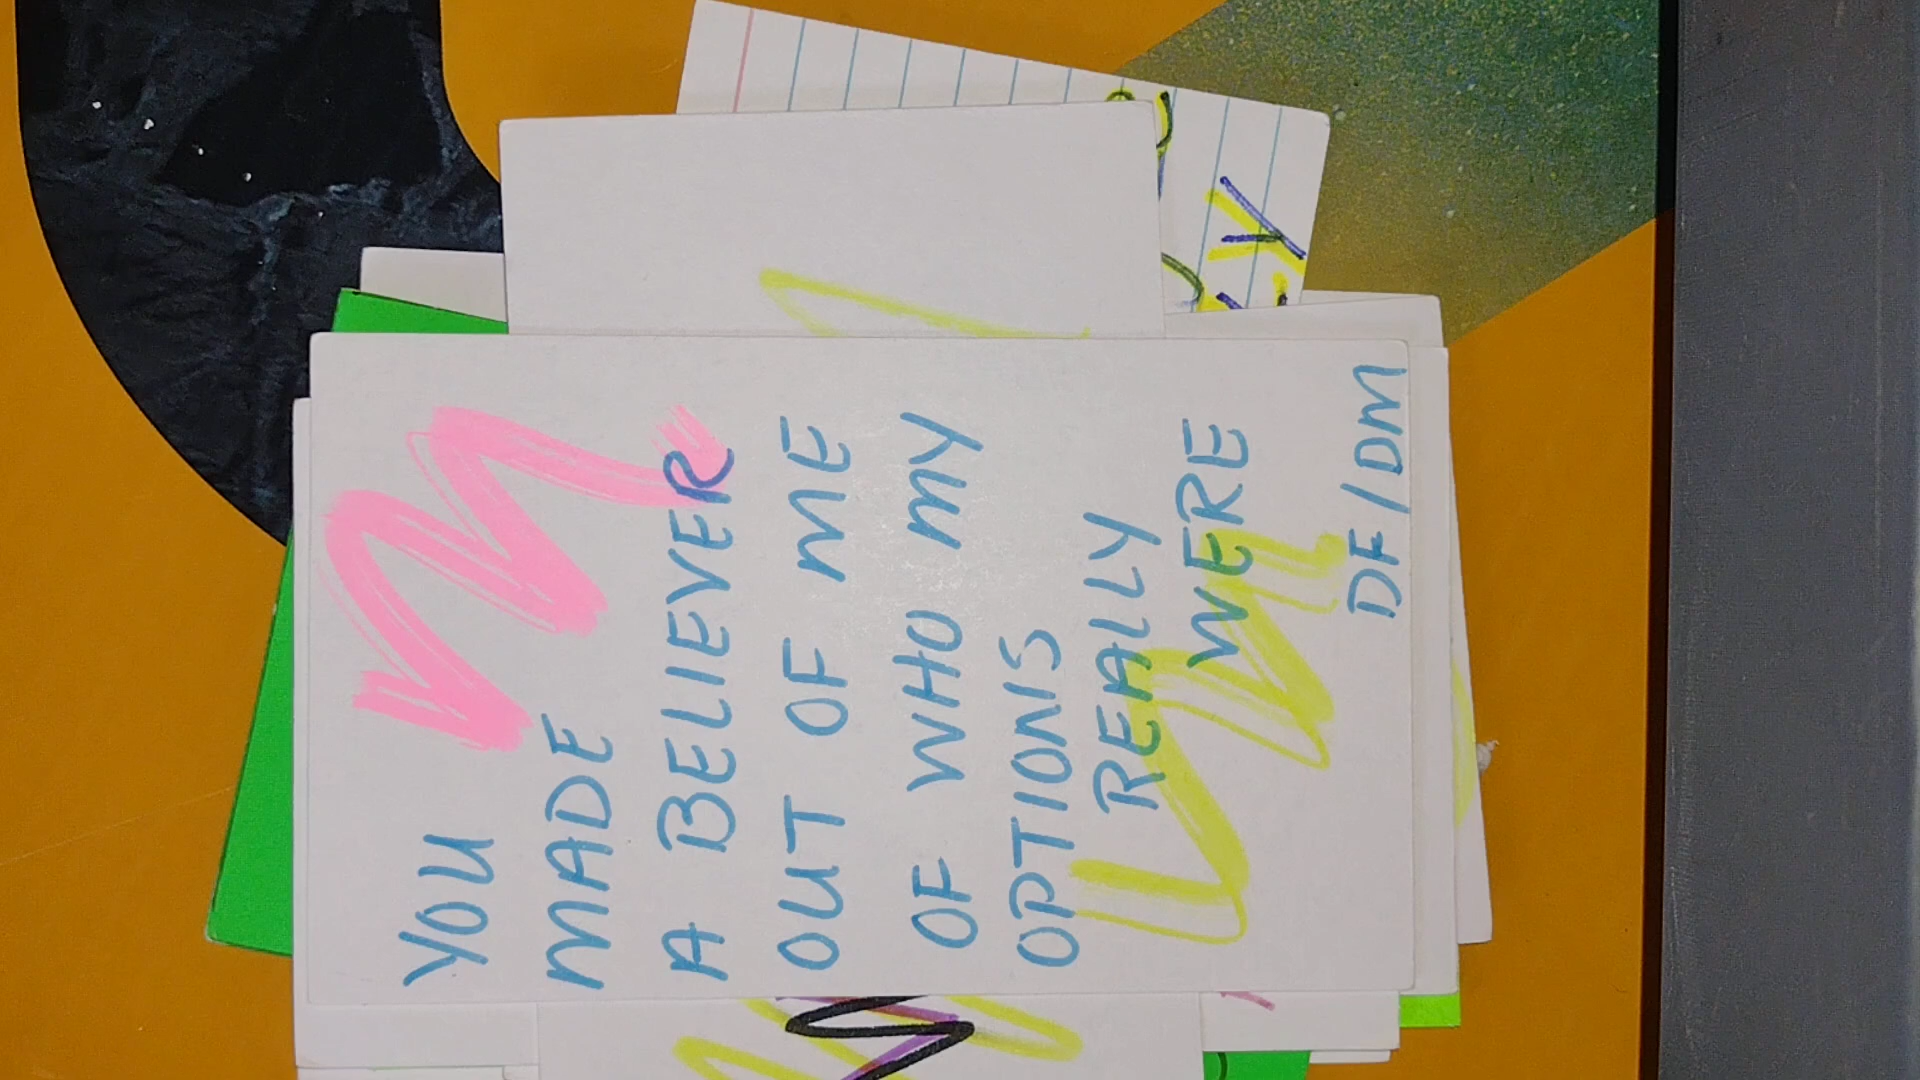 YOU
MADE
A BELIEVER
OUT OF ME
OF WHO MY
OPTIONS
REALLY
WERE
DF/DM